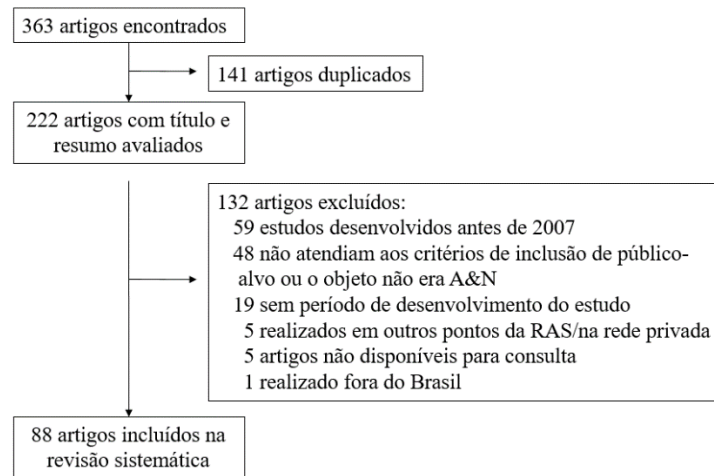 363 artigos encontrados
141 artigos duplicados
222 artigos com título e
resumo avaliados
132 artigos excluídos:
59 estudos desenvolvidos antes de 2007
48 não atendiam aos critérios de inclusão de público-
alvo ou o objeto não era A&N
19 sem período de desenvolvimento do estudo
5 realizados em outros pontos da RAS/na rede privada
5 artigos não disponíveis para consulta
1 realizado fora do Brasil
88 artigos incluídos na
revisão sistemática